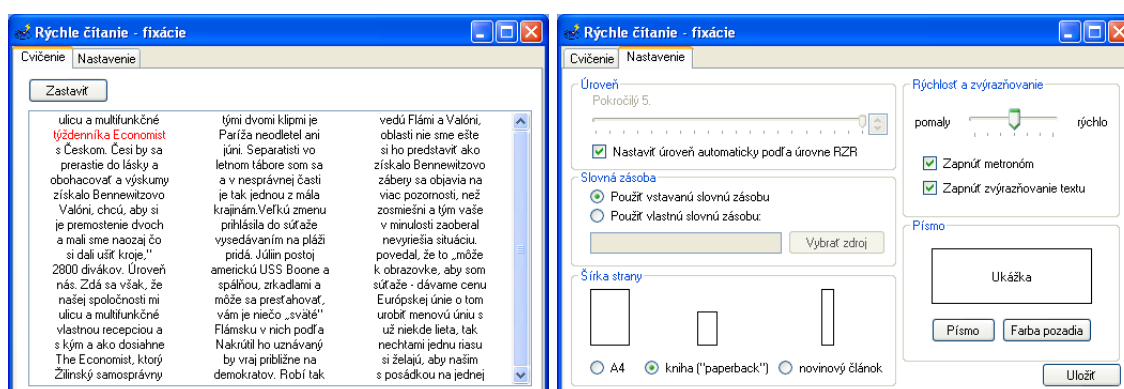 Rýchle čítanie - fixácie
Cvičenie Nastavenie
Zastaviť
ulicu a multifunkčné tými dvomi klipmi je vedú Flámi a Valóni,
týždenníka Economist Paríža neodletel ani oblasti nie sme ešte
s Českom. Česi by sa júni. Separatisti vo si ho predstaviť ako
prerastie do lásky a letnom tábore som sa získalo Bennewitzovo
obohacovať a výskumy a v nesprávnej časti zábery sa objavia na
získalo Bennewitzovo je tak jednou z mála viac pozornosti, než
Valóni, chcú, aby si krajinám.Veľkú zmenu zosmiešni a tým vaše
je premostenie dvoch prihlásila do súťaže v minulosti zaoberal
a mali sme naozaj čo vysedávaním na pláži nevyriešia situáciu.
si dali ušiť kroje," pridá. Júliin postoj povedal, že to „môže
2800 divákov. Úroveň americkú USS Boone a k obrazovke, aby som
nás. Zdá sa však, že spálňou, zrkadlami a súťaže - dávame cenu
našej spoločnosti mi môže sa presťahovať, Európskej únie o tom
ulicu a multifunkčné vám je niečo „sväté" urobiť menovú úniu s
vlastnou recepciou a Flámsku v nich podľa už niekde lieta, tak
s kým a ako dosiahne Nakrútil ho uznávaný nechtami jednu riasu
The Economist, ktorý by vraj približne na si želajú, aby našim
Žilinský samosprávny demokratov. Robí tak s posádkou na jednej
Rýchle čítanie - fixácie
Cvičenie Nastavenie
Úroveň
Pokročilý 5.
Nastaviť úroveň automaticky podľa úrovne RZR
Slovná zásoba
Použiť vstavanú slovnú zásobu
Použiť vlastnú slovnú zásobu:
Vybrať zdroj
Šírka strany
A4 kniha ("paperback") novinový článok
Rýchlosť a zvýrazňovanie
pomaly rýchlo
Zapnúť metronóm
Zapnúť zvýrazňovanie textu
Písmo
Ukážka
Písmo Farba pozadia
Uložiť